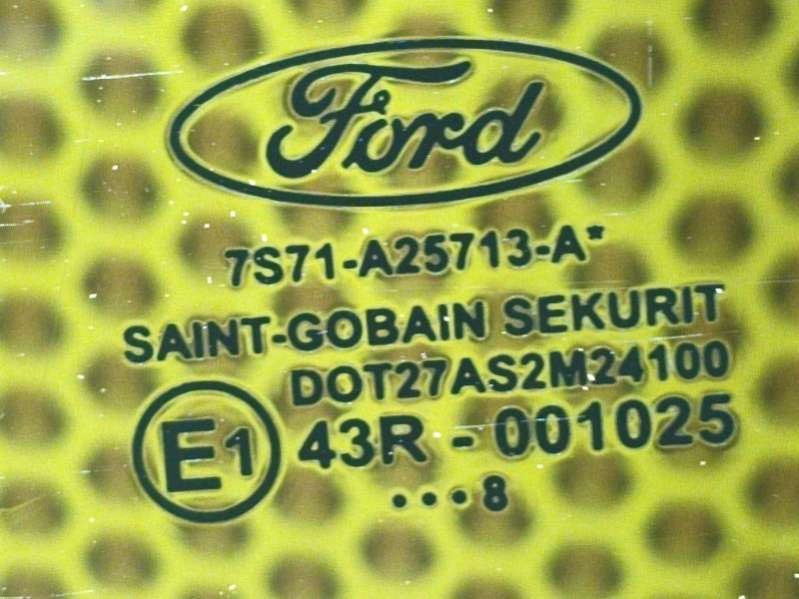 Ford
7S71-A25713-A*
SAINT-GOBAIN SEKURIT
DOT27AS2M24100
E1 43R - 001025
•••8